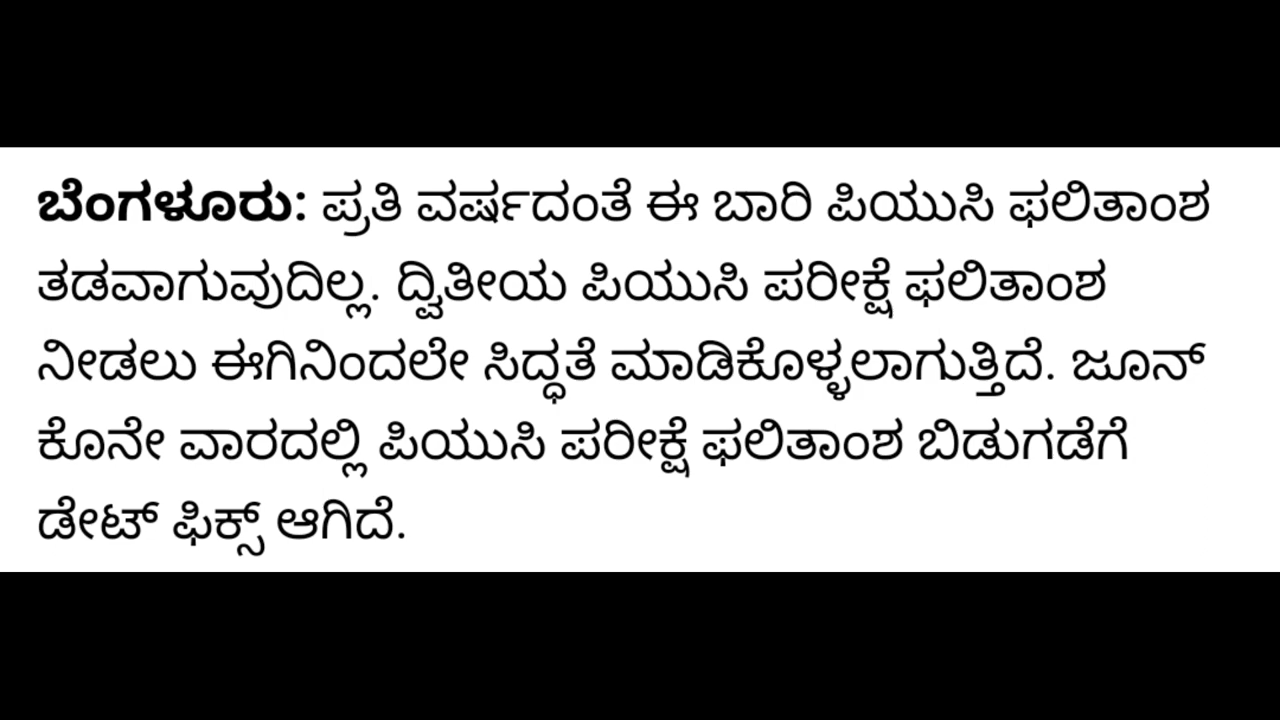 ಬೆಂಗಳೂರು: ಪ್ರತಿ ವರ್ಷದಂತೆ ಈ ಬಾರಿ ಪಿಯುಸಿ ಫಲಿತಾಂಶ
ತಡವಾಗುವುದಿಲ್ಲ. ದ್ವಿತೀಯ ಪಿಯುಸಿ ಪರೀಕ್ಷೆ ಫಲಿತಾಂಶ
ನೀಡಲು ಈಗಿನಿಂದಲೇ ಸಿದ್ಧತೆ ಮಾಡಿಕೊಳ್ಳಲಾಗುತ್ತಿದೆ. ಜೂನ್
ಕೊನೇ ವಾರದಲ್ಲಿ ಪಿಯುಸಿ ಪರೀಕ್ಷೆ ಫಲಿತಾಂಶ ಬಿಡುಗಡೆಗೆ
ಡೇಟ್ ಫಿಕ್ಸ್ ಆಗಿದೆ.